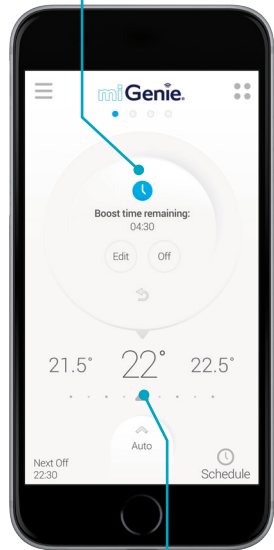 miGenie.
Boost time remaining:
04:30
Edit Off
21.5° 22° 22.5°
Auto
Next Off
22:30
Schedule